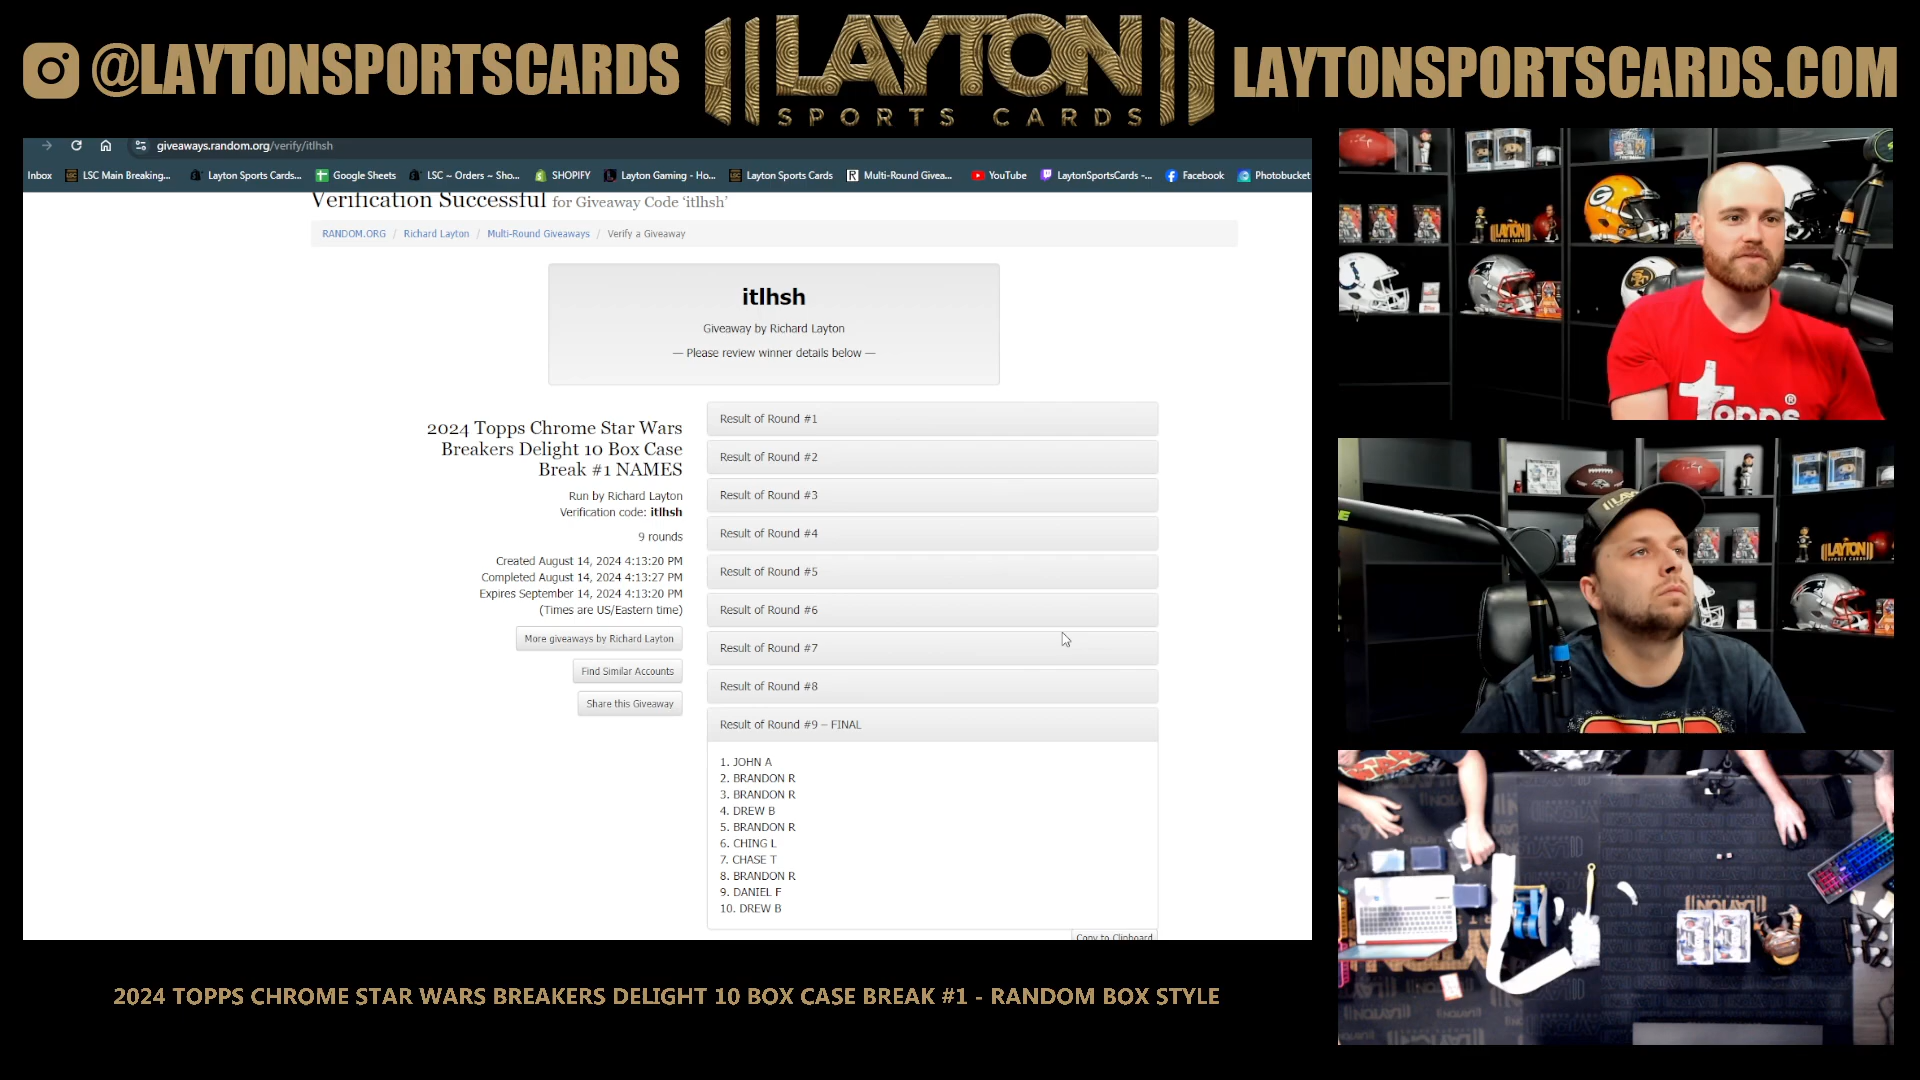 @LAYTONSPORTSCARDS
LAYTON
SPORTS CARDS
LAYTONSPORTSCARDS.COM
giveaways.random.org/verify/itlhsh
Inbox
LSC Main Breaking...
Layton Sports Cards...
Google Sheets
LSC ~ Orders ~ Sho...
SHOPIFY
Layton Gaming - Ho...
Layton Sports Cards
Multi-Round Givea...
YouTube
LaytonSportsCards -...
Facebook
Photobucket
Verification Successful for Giveaway Code ‘itlhsh’
RANDOM.ORG / Richard Layton / Multi-Round Giveaways / Verify a Giveaway
itlhsh
Giveaway by Richard Layton
— Please review winner details below —
2024 Topps Chrome Star Wars
Breakers Delight 10 Box Case
Break #1 NAMES
Run by Richard Layton
Verification code: itlhsh
9 rounds
Created August 14, 2024 4:13:20 PM
Completed August 14, 2024 4:13:27 PM
Expires September 14, 2024 4:13:20 PM
(Times are US/Eastern time)
More giveaways by Richard Layton
Find Similar Accounts
Share this Giveaway
Result of Round #1
Result of Round #2
Result of Round #3
Result of Round #4
Result of Round #5
Result of Round #6
Result of Round #7
Result of Round #8
Result of Round #9 – FINAL
1. JOHN A
2. BRANDON R
3. BRANDON R
4. DREW B
5. BRANDON R
6. CHING L
7. CHASE T
8. BRANDON R
9. DANIEL F
10. DREW B
Copy to Clipboard
topps
LAYTON
LAYTON
2024 TOPPS CHROME STAR WARS BREAKERS DELIGHT 10 BOX CASE BREAK #1 - RANDOM BOX STYLE